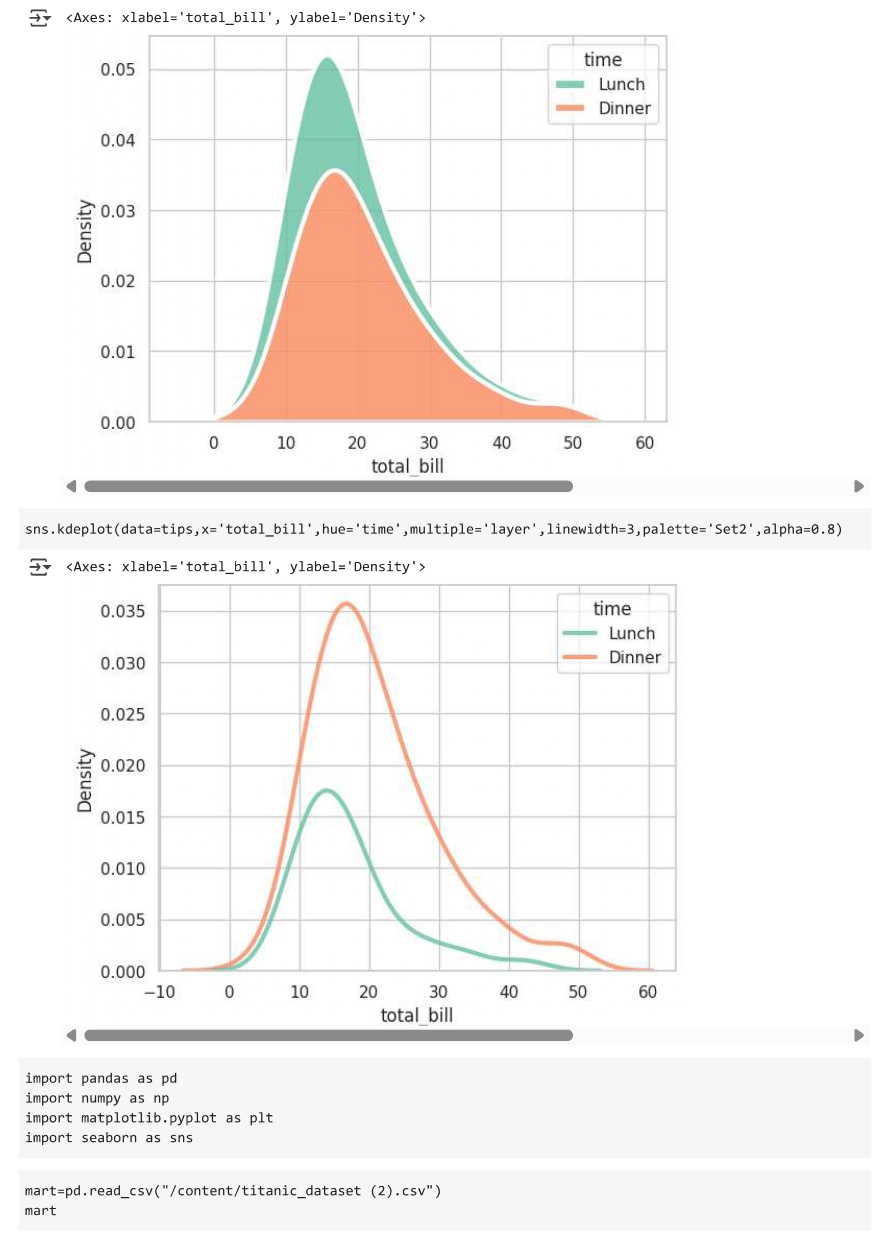 <Axes: xlabel='total_bill', ylabel='Density'>
time
Lunch
Dinner
0.05
0.04
0.03
0.02
0.01
0.00
Density
0 10 20 30 40 50 60
total_bill
sns.kdeplot(data=tips,x='total_bill',hue='time',multiple='layer',linewidth=3,palette='Set2',alpha=0.8)
<Axes: xlabel='total_bill', ylabel='Density'>
time
Lunch
Dinner
0.035
0.030
0.025
0.020
0.015
0.010
0.005
0.000
Density
−10 0 10 20 30 40 50 60
total_bill
import pandas as pd
import numpy as np
import matplotlib.pyplot as plt
import seaborn as sns
mart=pd.read_csv("/content/titanic_dataset (2).csv")
mart